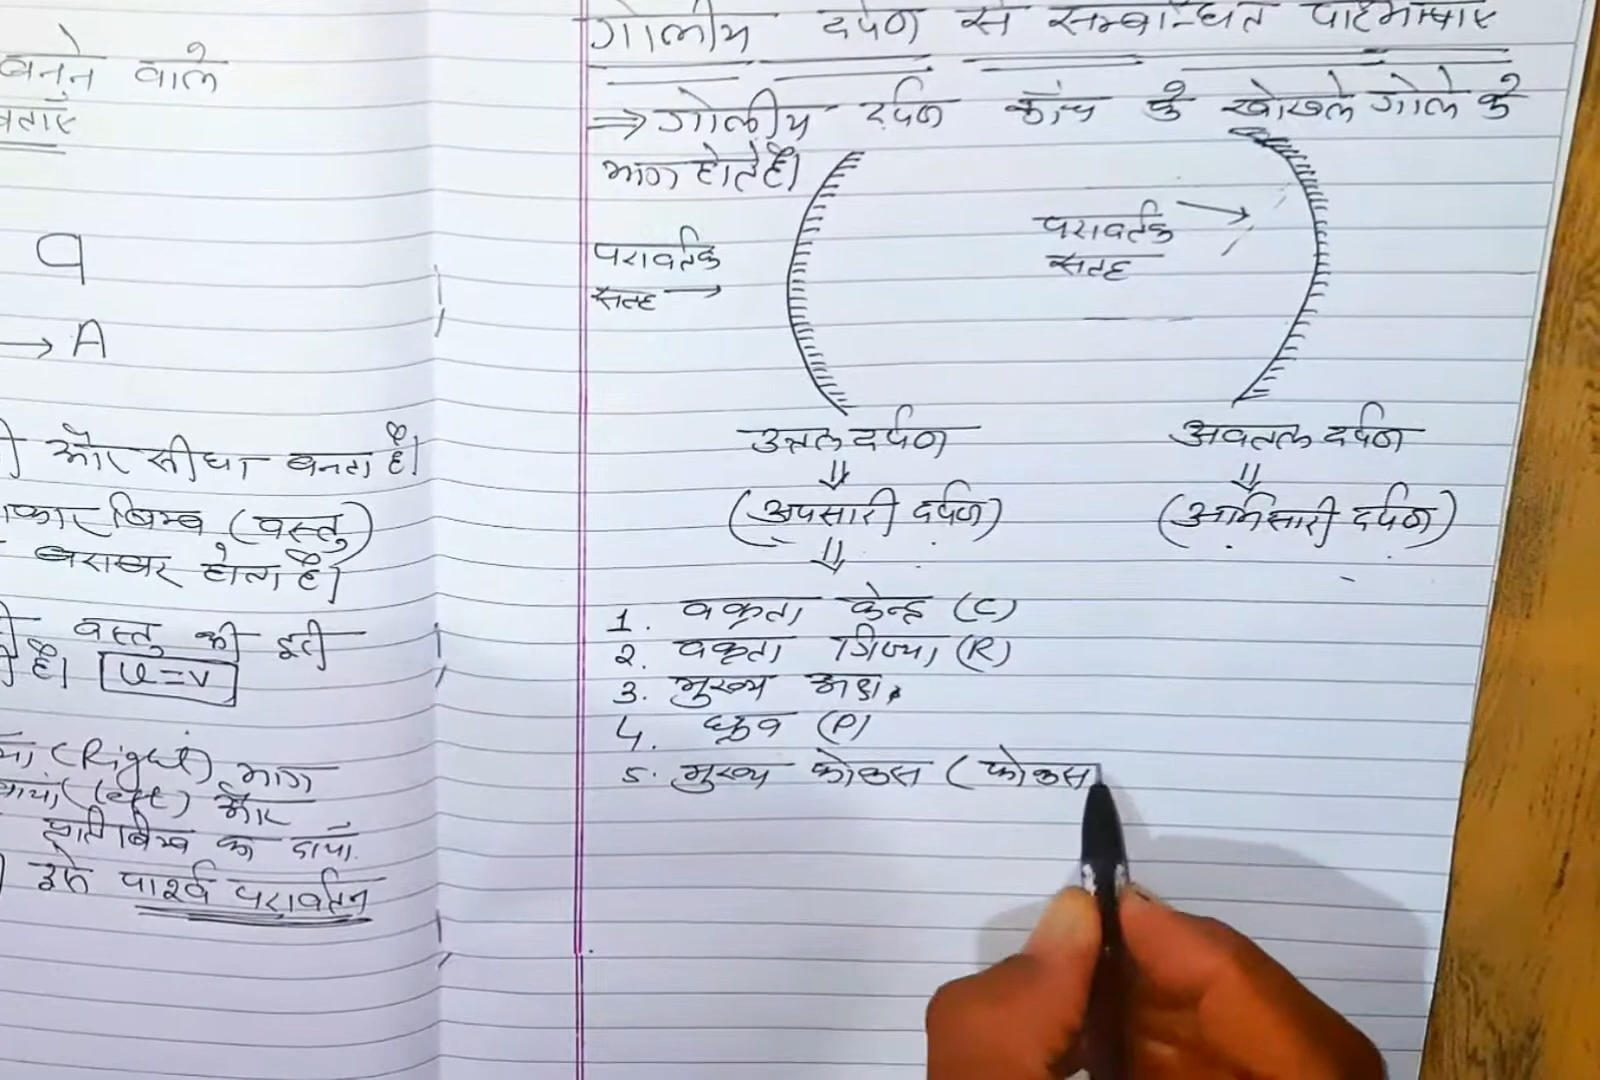 बनने वाले
बताएं
q
→ A
और सीधा बनता है।
बिम्ब (वस्तु)
बराबर होता है।
वस्तु की दूरी
है। u=v
(Right) भाग
बायां (left) और
प्रतिबिम्ब का दायां
इसे पार्श्व परावर्तन
गोलीय दर्पण से सम्बन्धित परिभाषाएं
⇒ गोलीय दर्पण कांच के खोखले गोले के
भाग होते हैं।
परावर्तक
सतह →
परावर्तक →
सतह
उत्तल दर्पण
⇓
(अपसारी दर्पण)
⇓
अवतल दर्पण
⇓
(अभिसारी दर्पण)
1. वक्रता केन्द्र (C)
2. वक्रता त्रिज्या (R)
3. मुख्य अक्ष
4. ध्रुव (P)
5. मुख्य फोकस (फोकस